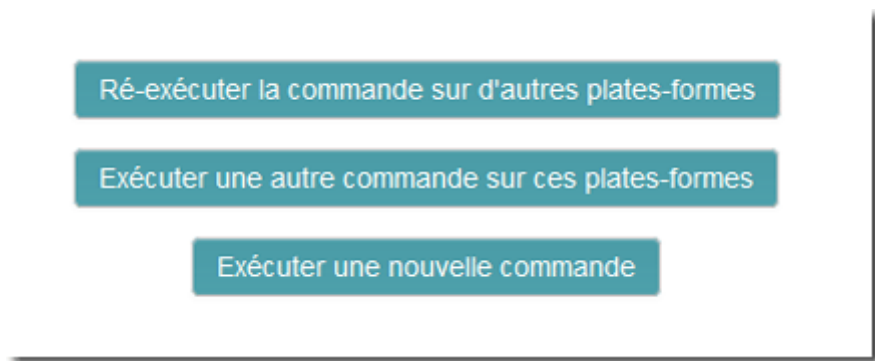 Ré-exécuter la commande sur d'autres plates-formes
Exécuter une autre commande sur ces plates-formes
Exécuter une nouvelle commande